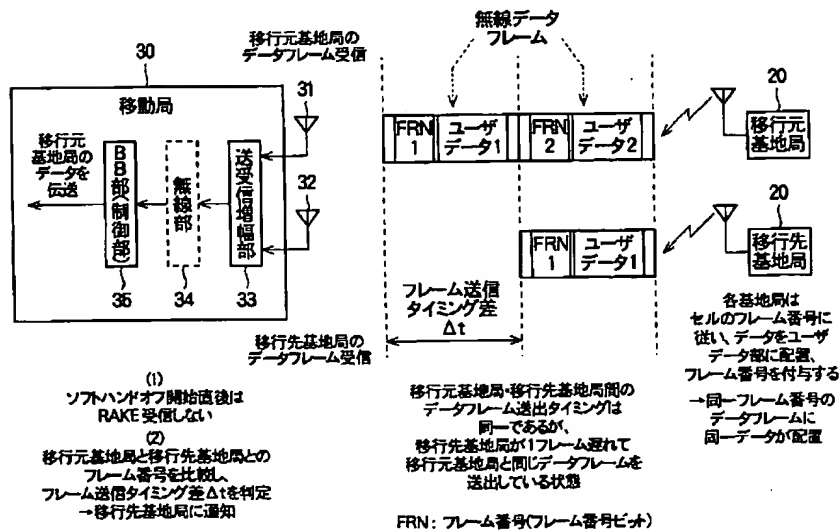 移行元基地局の
データフレーム受信
無線データ
フレーム
30
31
移動局
移行元
基地局の
データを
伝送
BB部(制御部)
無線部
送受信増幅部
32
35
34
33
FRN
1
ユーザ
データ1
FRN
2
ユーザ
データ2
20
移行元
基地局
FRN
1
ユーザ
データ1
20
移行先
基地局
フレーム送信
タイミング差
Δt
移行先基地局の
データフレーム受信
各基地局は
セルのフレーム番号に
従い、データをユーザ
データ部に配置、
フレーム番号を付与する
→同一フレーム番号の
データフレームに
同一データが配置
(1)
ソフトハンドオフ開始直後は
RAKE受信しない
(2)
移行元基地局と移行先基地局との
フレーム番号を比較し、
フレーム送信タイミング差Δtを判定
→移行先基地局に通知
移行元基地局・移行先基地局間の
データフレーム送出タイミングは
同一であるが、
移行先基地局が1フレーム遅れて
移行元基地局と同じデータフレームを
送出している状態
FRN : フレーム番号(フレーム番号ビット)